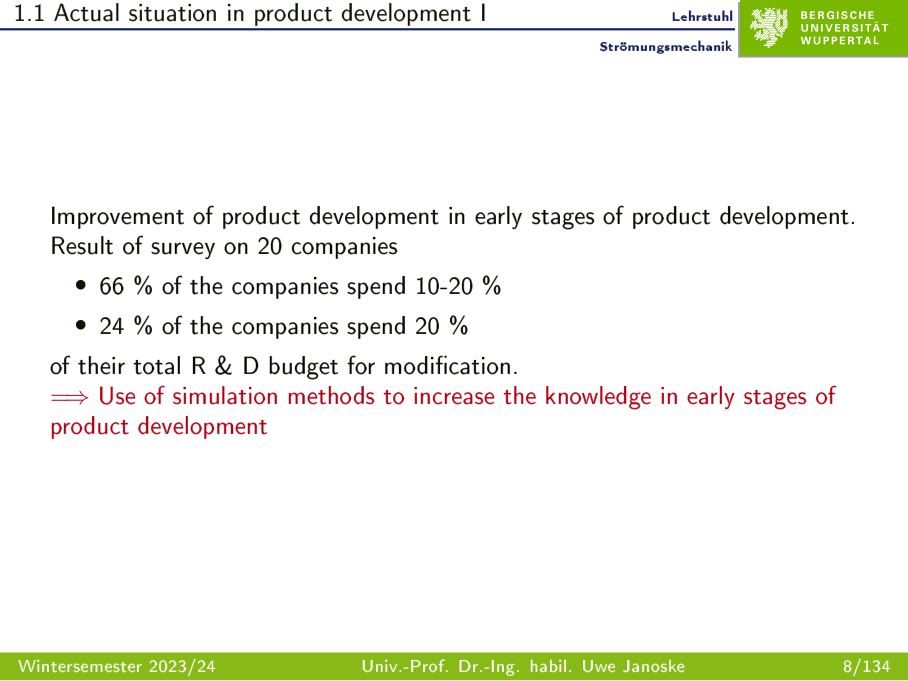 1.1 Actual situation in product development I
Lehrstuhl
Strömungsmechanik
BERGISCHE
UNIVERSITÄT
WUPPERTAL
Improvement of product development in early stages of product development.
Result of survey on 20 companies
• 66 % of the companies spend 10-20 %
• 24 % of the companies spend 20 %
of their total R & D budget for modification.
⟹ Use of simulation methods to increase the knowledge in early stages of
product development
Wintersemester 2023/24 Univ.-Prof. Dr.-Ing. habil. Uwe Janoske 8/134